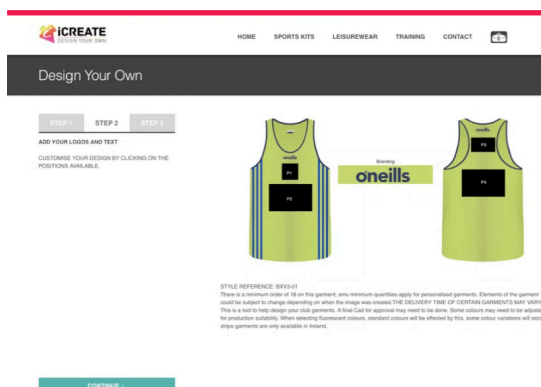 iCREATE
DESIGN YOUR OWN
HOME SPORTS KITS LEISUREWEAR TRAINING CONTACT
Design Your Own
STEP 1 STEP 2 STEP 3
ADD YOUR LOGOS AND TEXT
CUSTOMISE YOUR DESIGN BY CLICKING ON THE
POSITIONS AVAILABLE.
oneills
P1
P2
Branding
oneills
oneills
P3
P4
STYLE REFERENCE: BXV3-01
There is a minimum order of 18 on this garment, zmu minimum quantities apply for personalised garments. Elements of the garment
could be subject to change depending on when the image was created.THE DELIVERY TIME OF CERTAIN GARMENTS MAY VARY
This is a tool to help design your club garments. A final Cad for approval may need to be done. Some colours may need to be adjuste
for production suitability. When selecting fluorescent colours, standard colours will be effected by this, some colour variations will occ
stripe garments are only available in Ireland.
CONTINUE